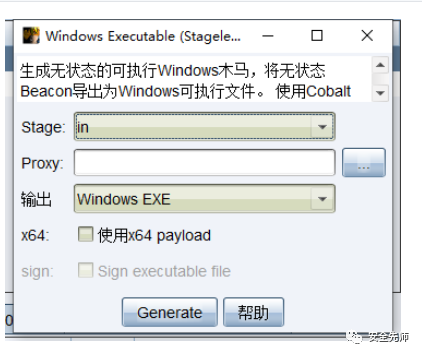 Windows Executable (Stagele...
生成无状态的可执行Windows木马，将无状态
Beacon导出为Windows可执行文件。 使用Cobalt
Stage: in
Proxy: ...
输出 Windows EXE
x64: 使用x64 payload
sign: Sign executable file
Generate 帮助
0
安全先师